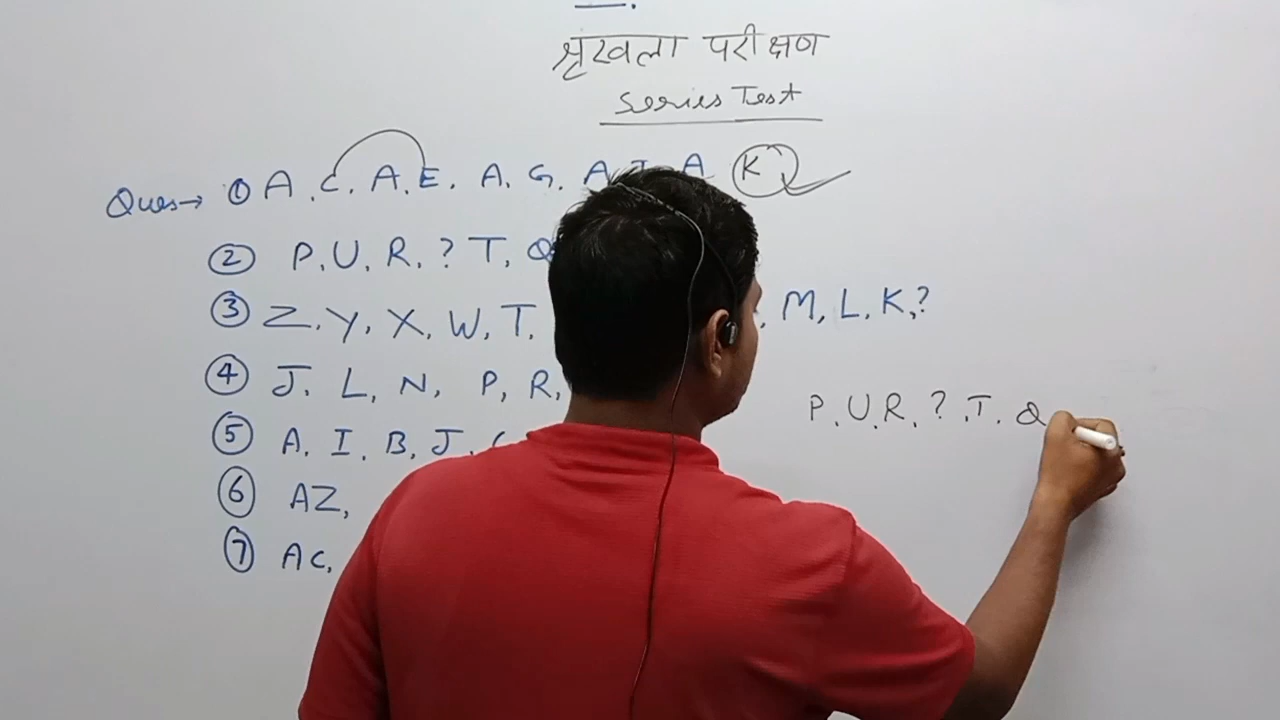 श्रृखला परीक्षण
Series Test
Ques→ ① A, C, A, E, A, G, A, I, A (K)
② P, U, R, ? T, Q
③ Z, Y, X, W, T, , M, L, K, ?
④ J, L, N, P, R,
⑤ A, I, B, J,
⑥ AZ,
⑦ AC,
P, U, R, ?, T, Q